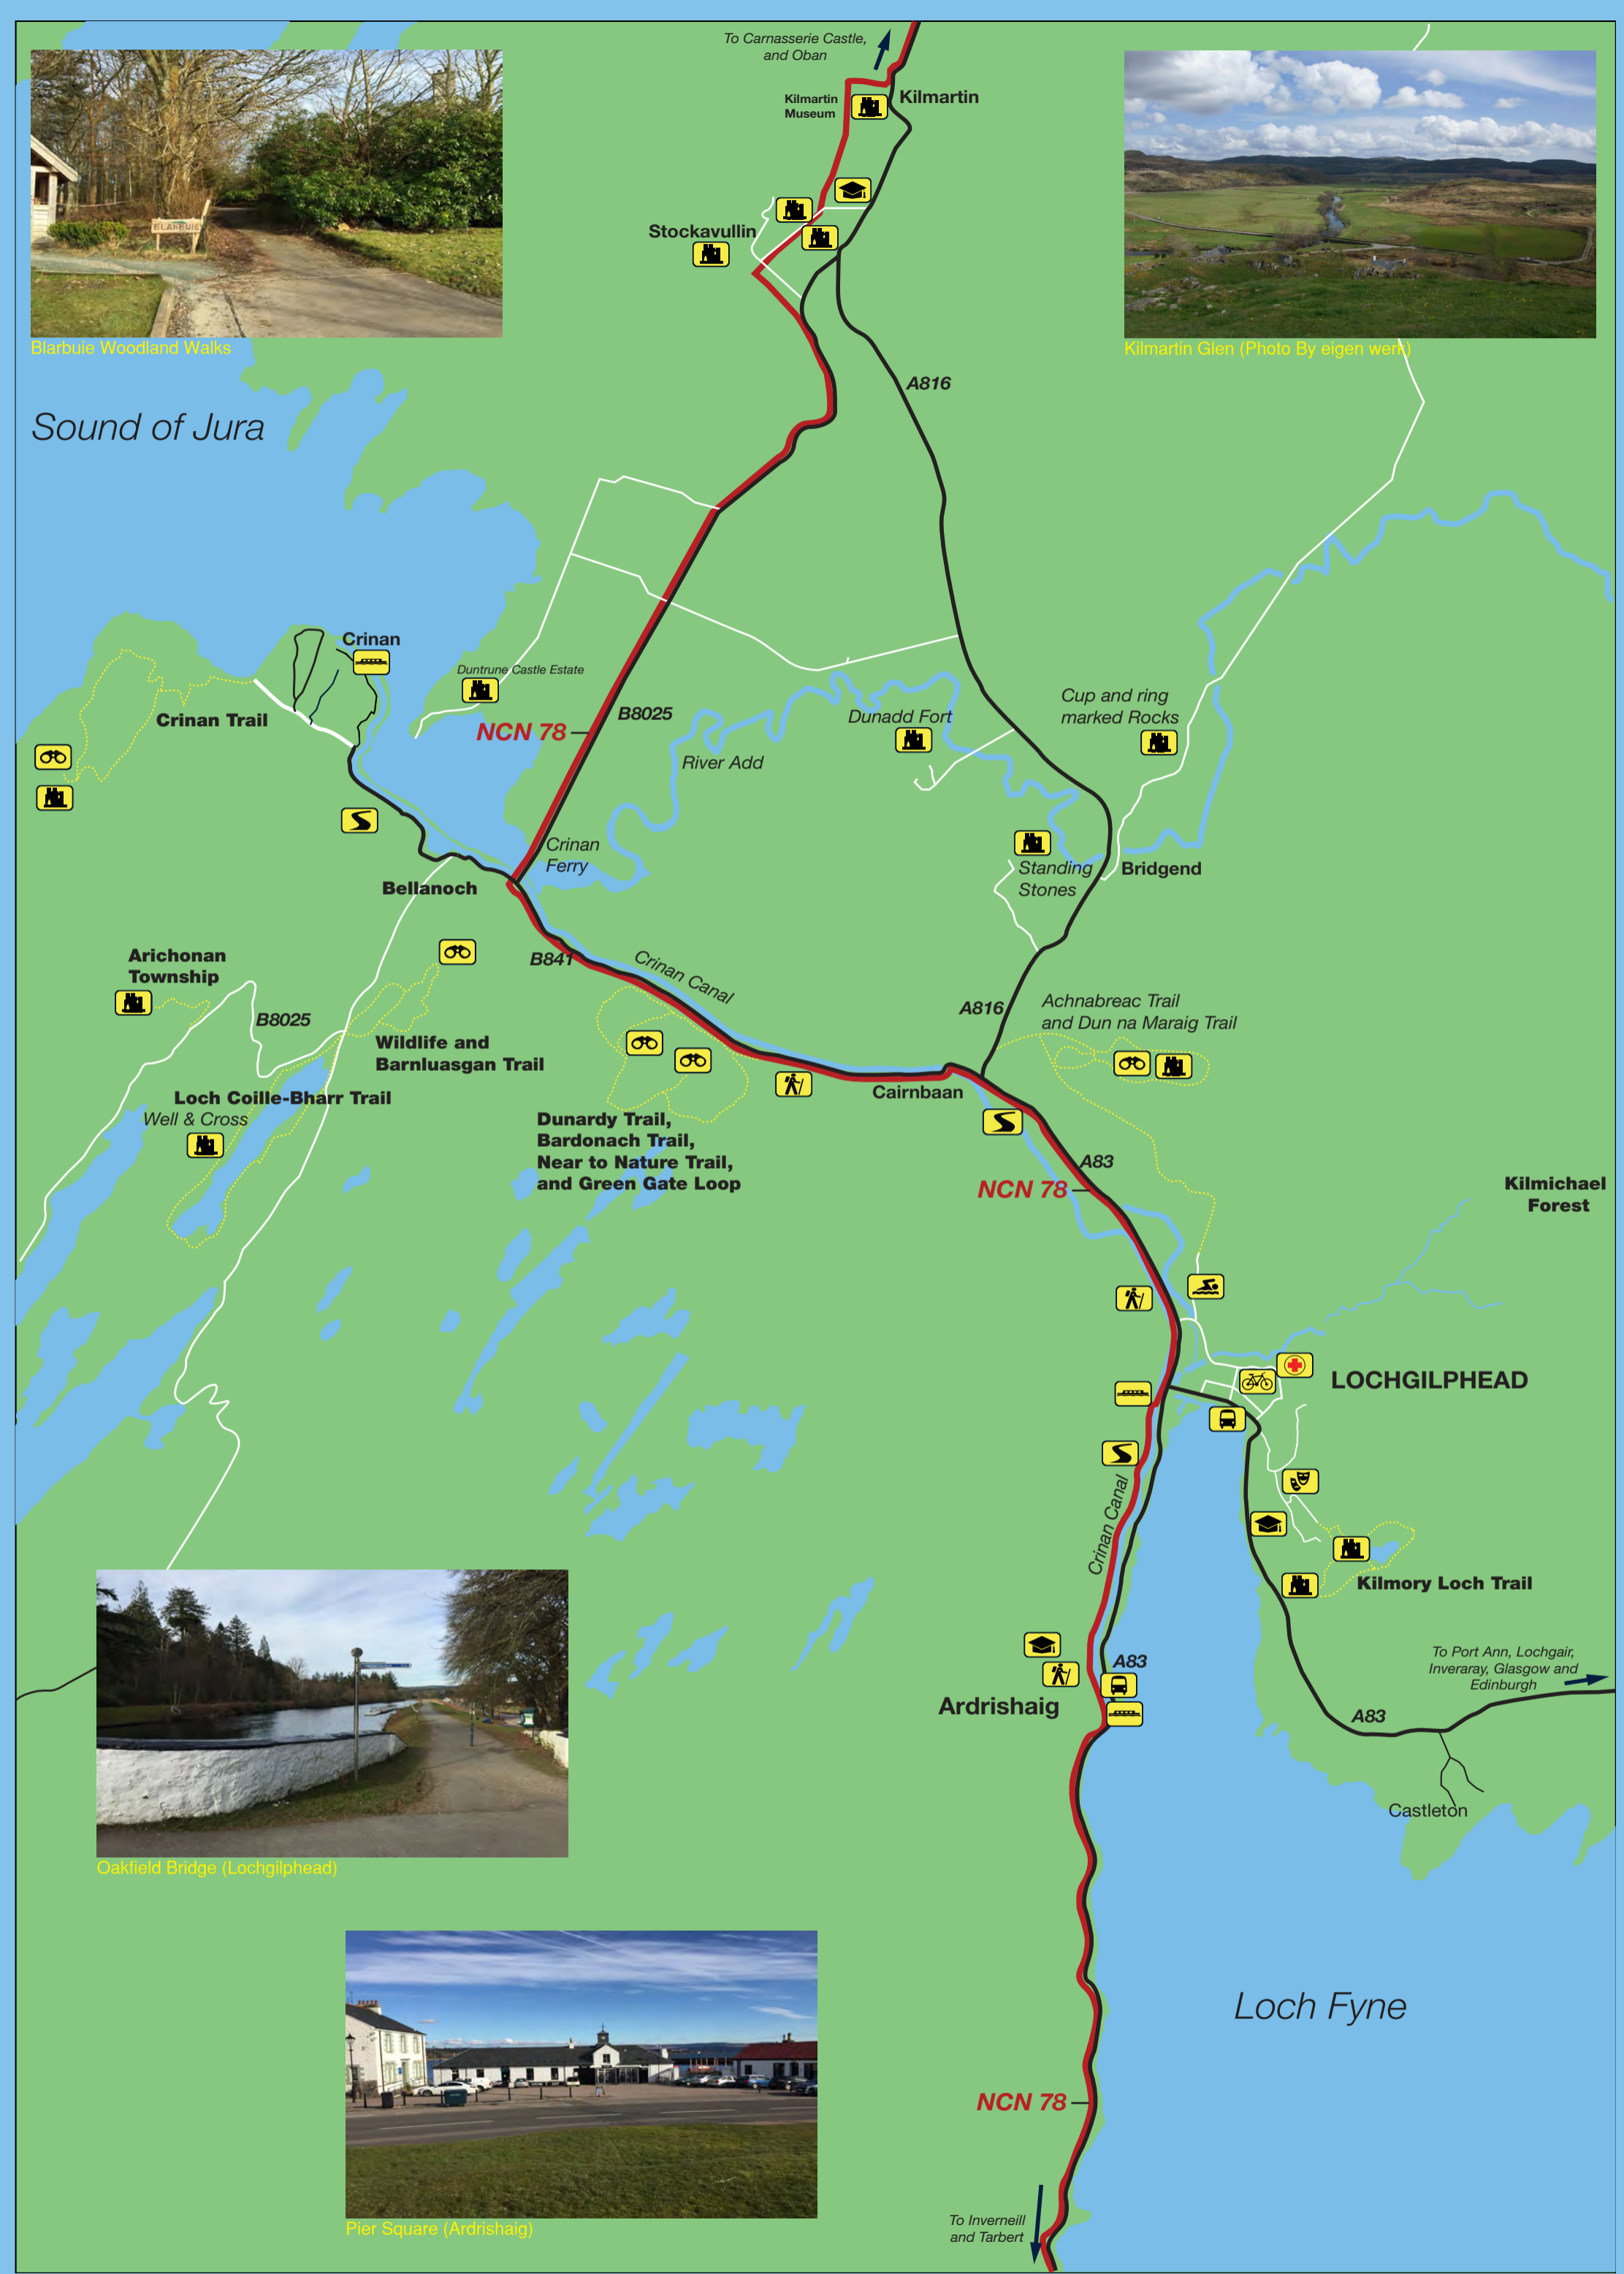 To Carnasserie Castle,
and Oban
Kilmartin
Museum
Kilmartin
BLARBUIE
Blarbuie Woodland Walks
Kilmartin Glen (Photo By eigen werk)
Stockavullin
A816
Sound of Jura
Crinan
Duntrune Castle Estate
Crinan Trail
NCN 78
B8025
River Add
Dunadd Fort
Cup and ring
marked Rocks
Crinan
Ferry
Standing
Stones
Bridgend
Bellanoch
Arichonan
Township
B841
Crinan Canal
B8025
A816
Achnabreac Trail
and Dun na Maraig Trail
Wildlife and
Barnluasgan Trail
Loch Coille-Bharr Trail
Well & Cross
Cairnbaan
Dunardy Trail,
Bardonach Trail,
Near to Nature Trail,
and Green Gate Loop
A83
NCN 78
Kilmichael
Forest
LOCHGILPHEAD
Crinan Canal
Kilmory Loch Trail
A83
Ardrishaig
To Port Ann, Lochgair,
Inveraray, Glasgow and
Edinburgh
A83
Castleton
Oakfield Bridge (Lochgilphead)
Loch Fyne
NCN 78
To Inverneill
and Tarbert
Pier Square (Ardrishaig)